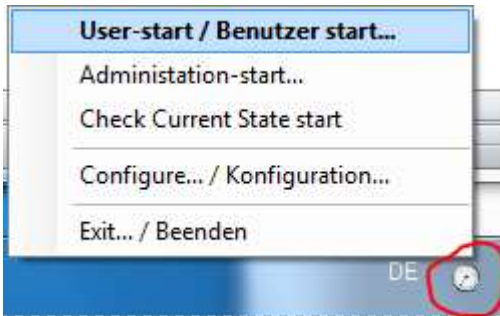 User-start / Benutzer start...
Administation-start...
Check Current State start
Configure... / Konfiguration...
Exit... / Beenden
DE